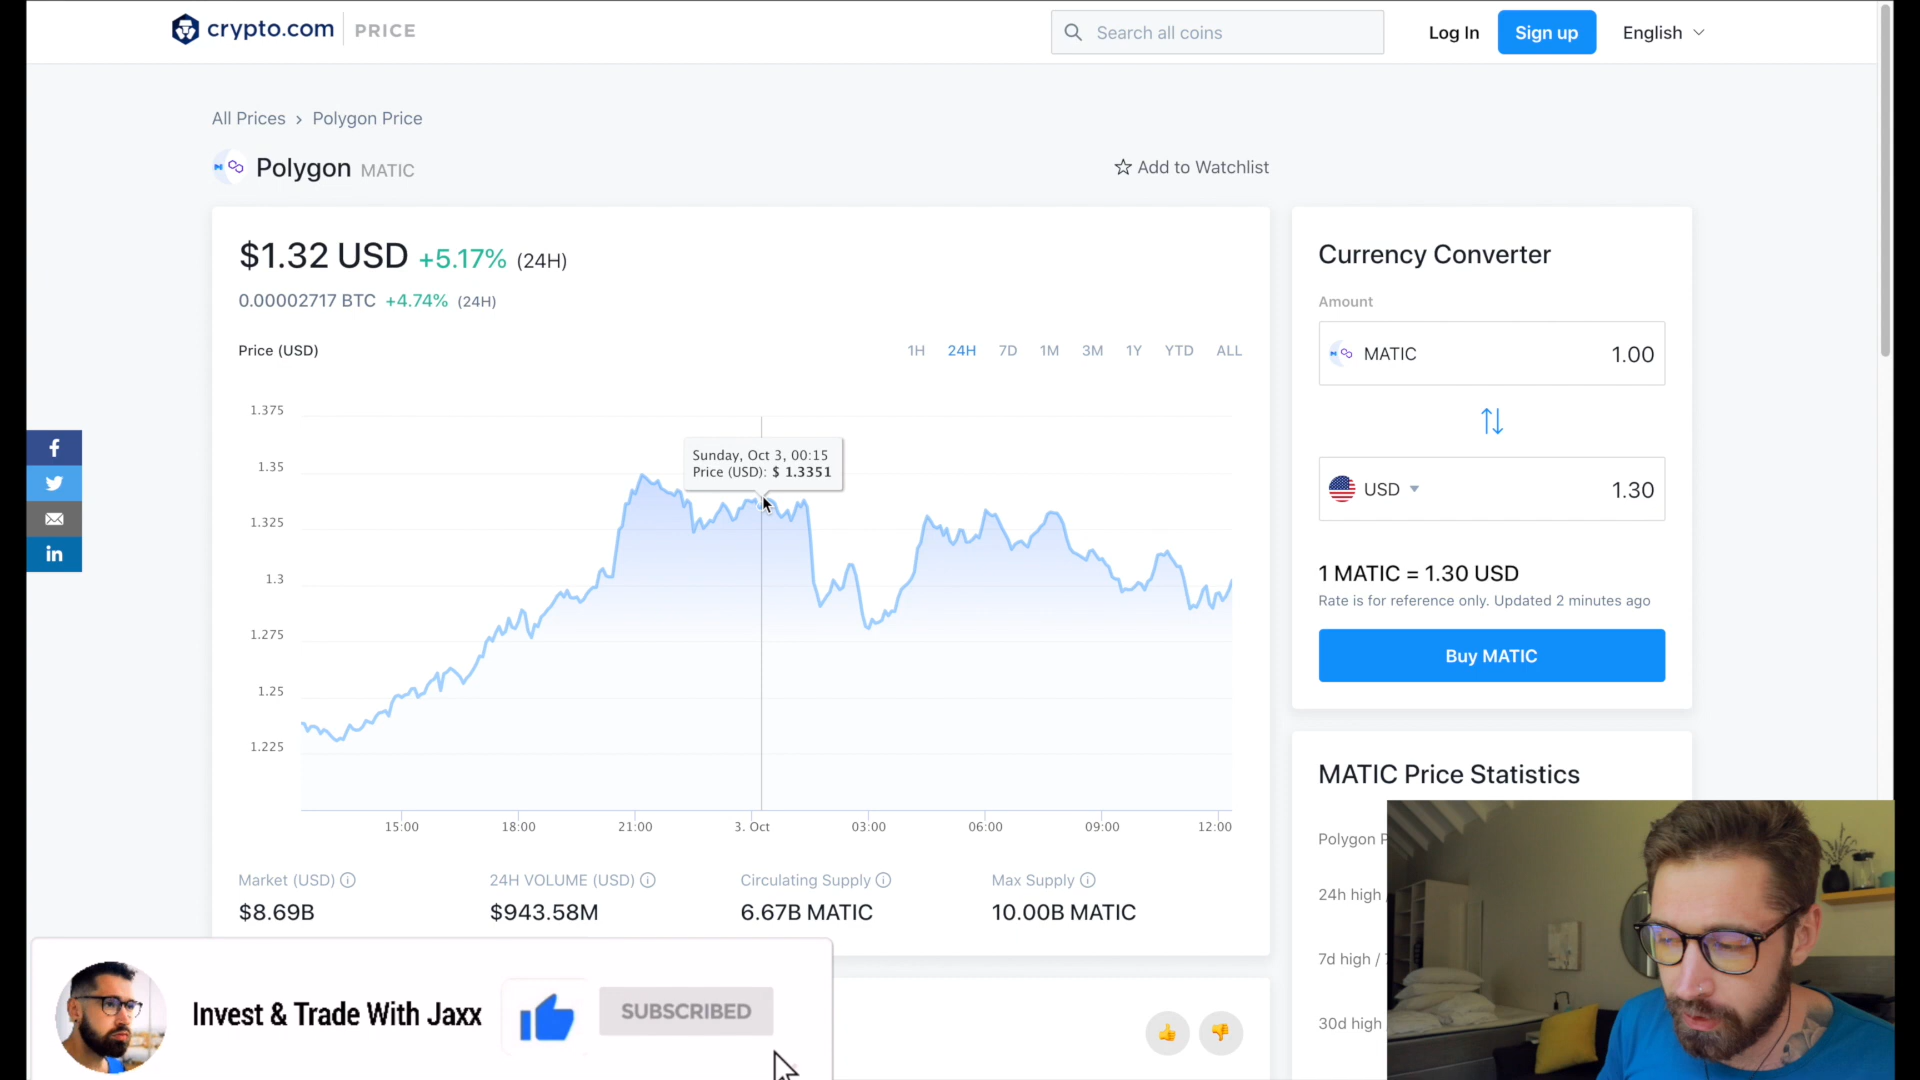 crypto.com PRICE
Search all coins
Log In
Sign up
English
All Prices > Polygon Price
Polygon MATIC
Add to Watchlist
$1.32 USD +5.17% (24H)
0.00002717 BTC +4.74% (24H)
Price (USD)
1H 24H 7D 1M 3M 1Y YTD ALL
1.375
1.35
1.325
1.3
1.275
1.25
1.225
Sunday, Oct 3, 00:15
Price (USD): $ 1.3351
15:00 18:00 21:00 3. Oct 03:00 06:00 09:00 12:00
Market (USD)
$8.69B
24H VOLUME (USD)
$943.58M
Circulating Supply
6.67B MATIC
Max Supply
10.00B MATIC
Currency Converter
Amount
MATIC 1.00
USD 1.30
1 MATIC = 1.30 USD
Rate is for reference only. Updated 2 minutes ago
Buy MATIC
MATIC Price Statistics
Polygon P
24h high
7d high /
30d high
f
in
Invest & Trade With Jaxx
SUBSCRIBED